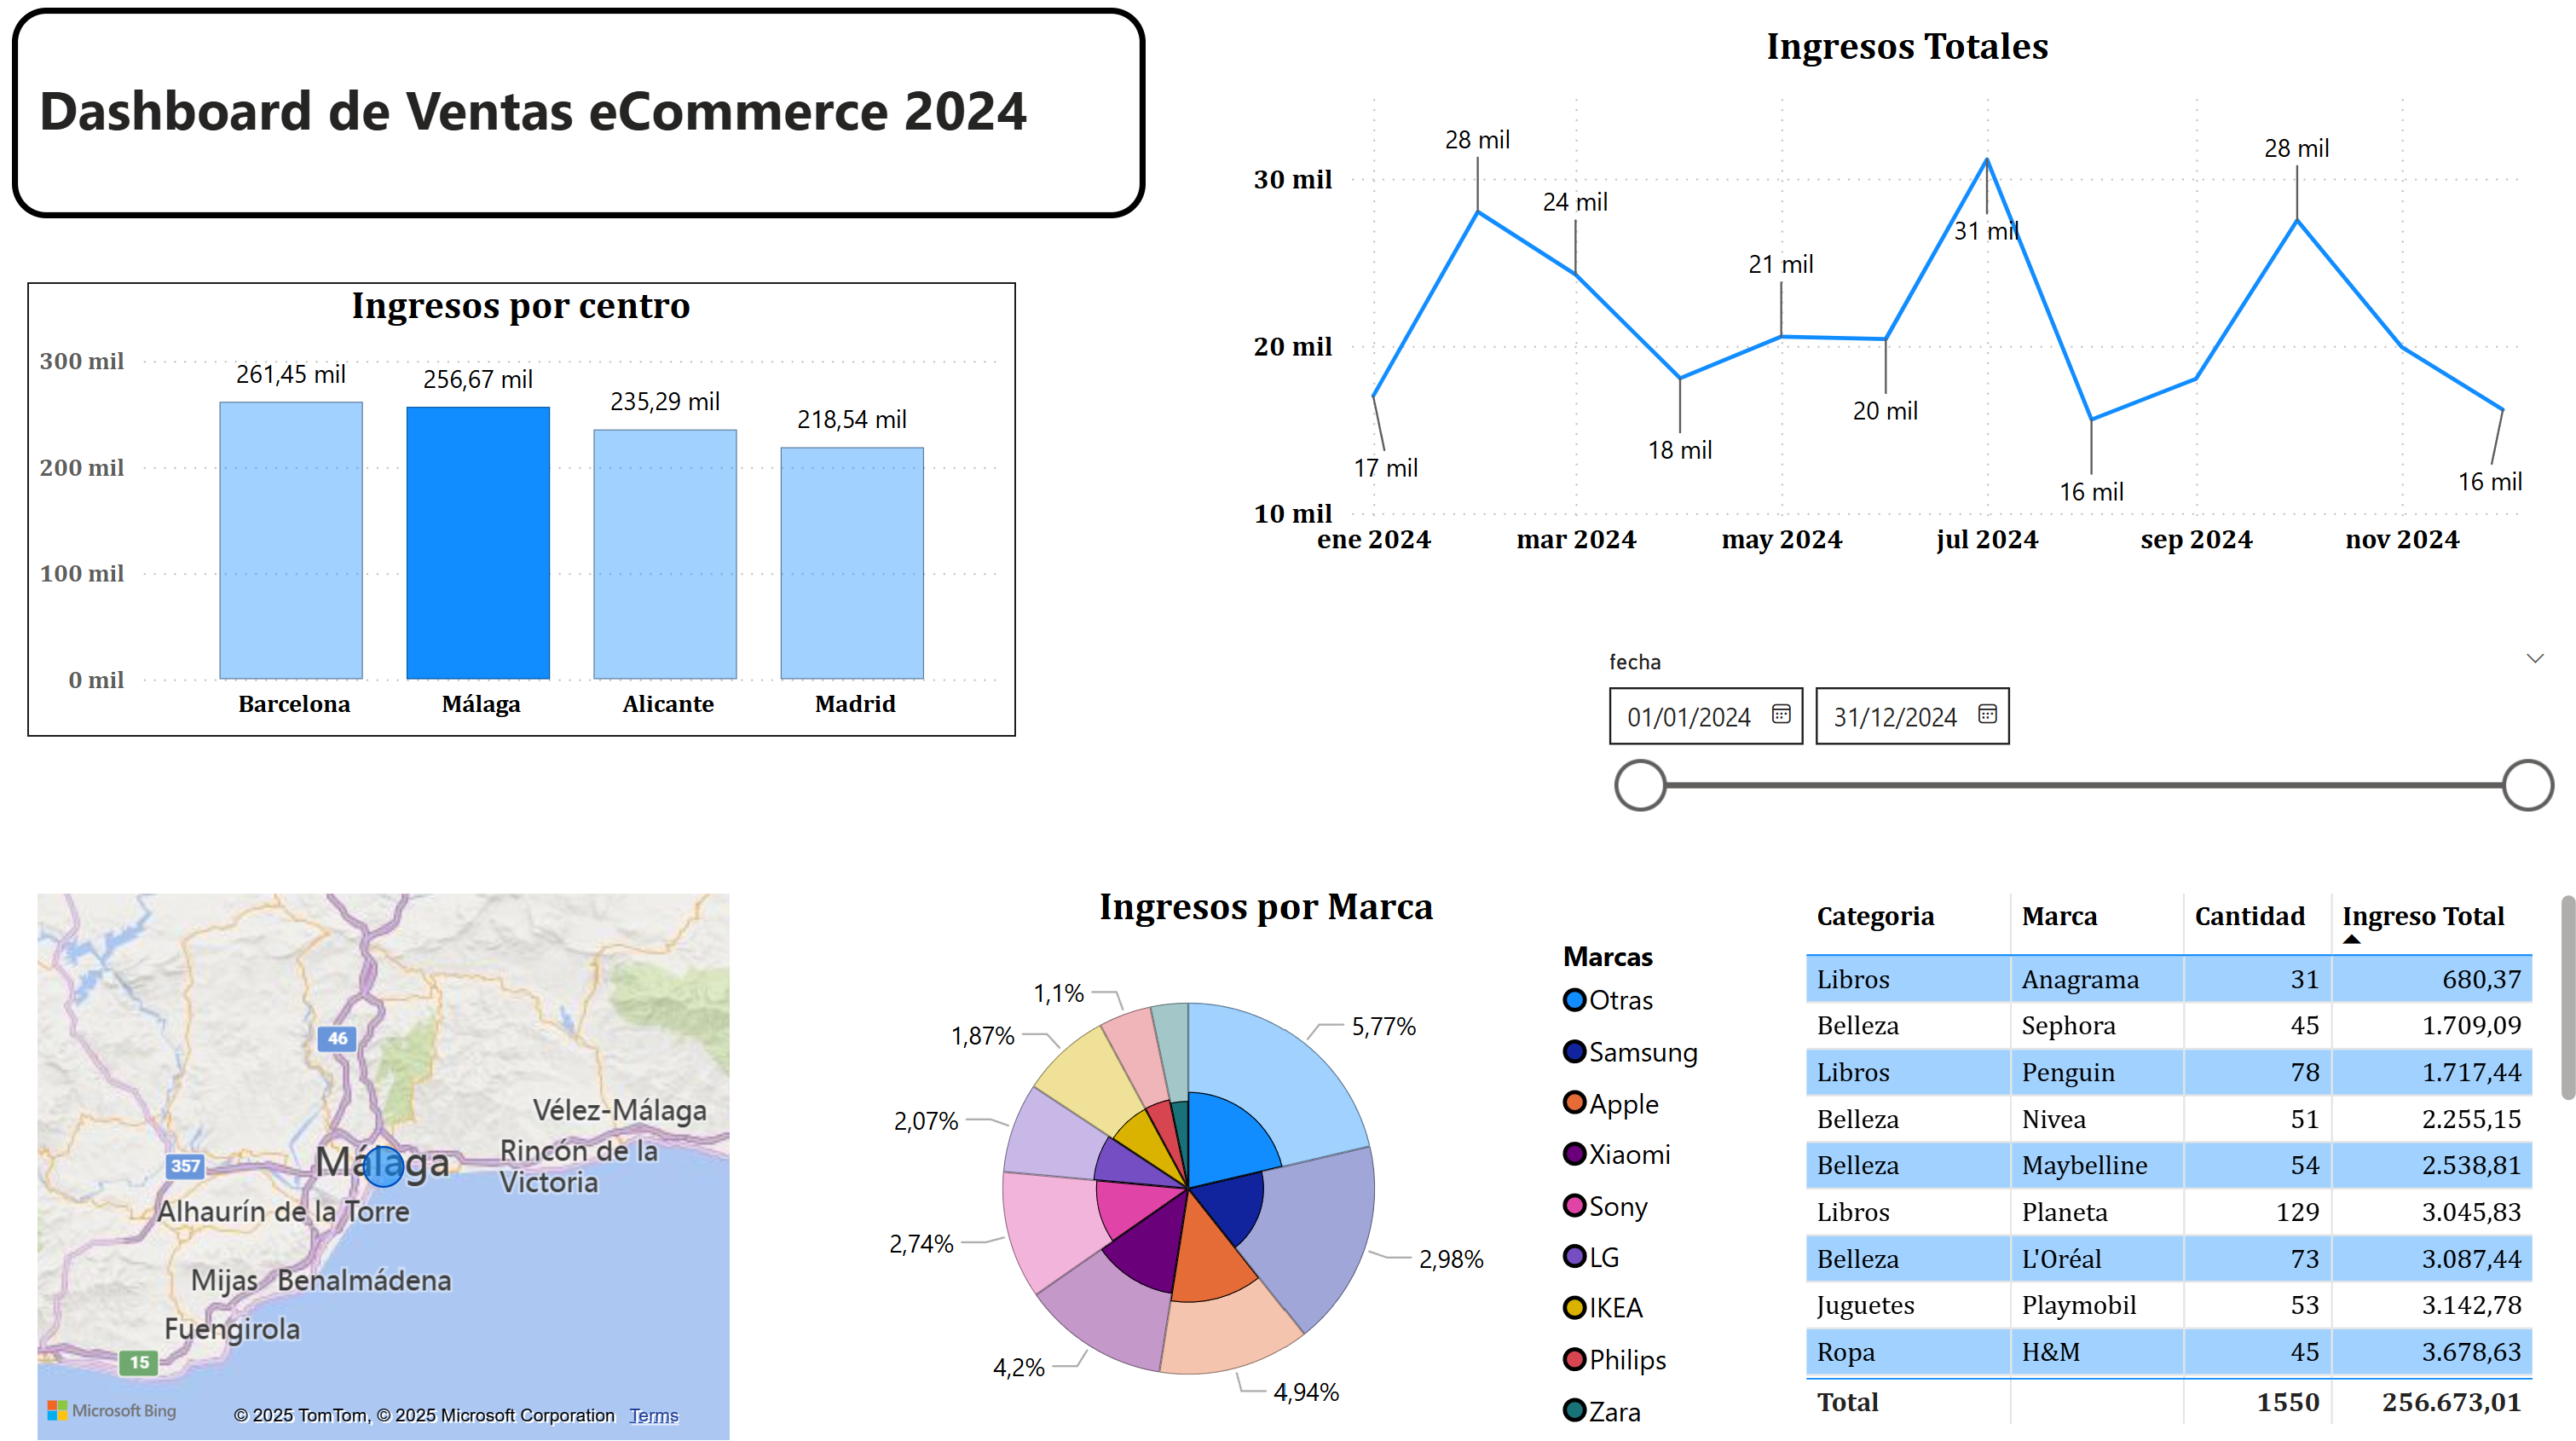 Dashboard de Ventas eCommerce 2024
Ingresos por centro
300 mil
200 mil
100 mil
0 mil
261,45 mil
256,67 mil
235,29 mil
218,54 mil
Barcelona
Málaga
Alicante
Madrid
Ingresos Totales
30 mil
20 mil
10 mil
17 mil
28 mil
24 mil
18 mil
21 mil
20 mil
31 mil
16 mil
28 mil
16 mil
ene 2024
mar 2024
may 2024
jul 2024
sep 2024
nov 2024
fecha
01/01/2024
31/12/2024
46
357
15
Vélez-Málaga
Málaga
Rincón de la
Victoria
Alhaurín de la Torre
Mijas
Benalmádena
Fuengirola
Microsoft Bing
© 2025 TomTom, © 2025 Microsoft Corporation Terms
Ingresos por Marca
5,77%
2,98%
4,94%
4,2%
2,74%
2,07%
1,87%
1,1%
Marcas
Otras
Samsung
Apple
Xiaomi
Sony
LG
IKEA
Philips
Zara
Categoria Marca Cantidad Ingreso Total
Libros Anagrama 31 680,37
Belleza Sephora 45 1.709,09
Libros Penguin 78 1.717,44
Belleza Nivea 51 2.255,15
Belleza Maybelline 54 2.538,81
Libros Planeta 129 3.045,83
Belleza L'Oréal 73 3.087,44
Juguetes Playmobil 53 3.142,78
Ropa H&M 45 3.678,63
Total 1550 256.673,01